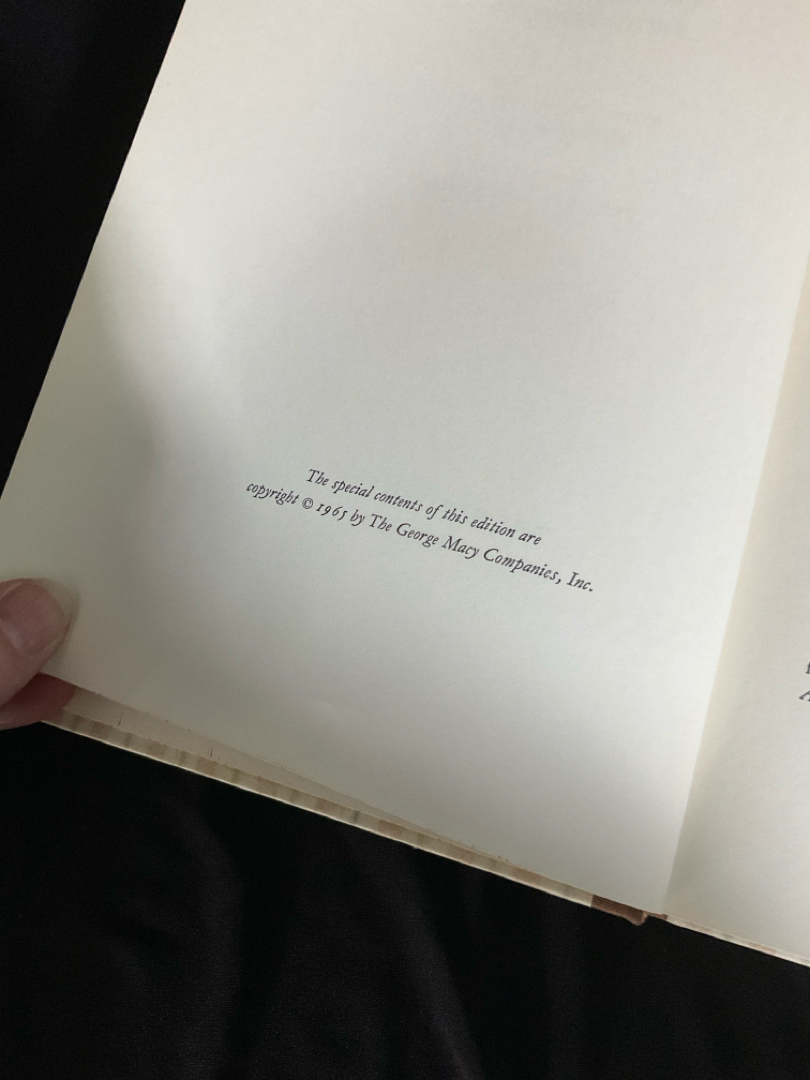 The special contents of this edition are
copyright © 1965 by The George Macy Companies, Inc.